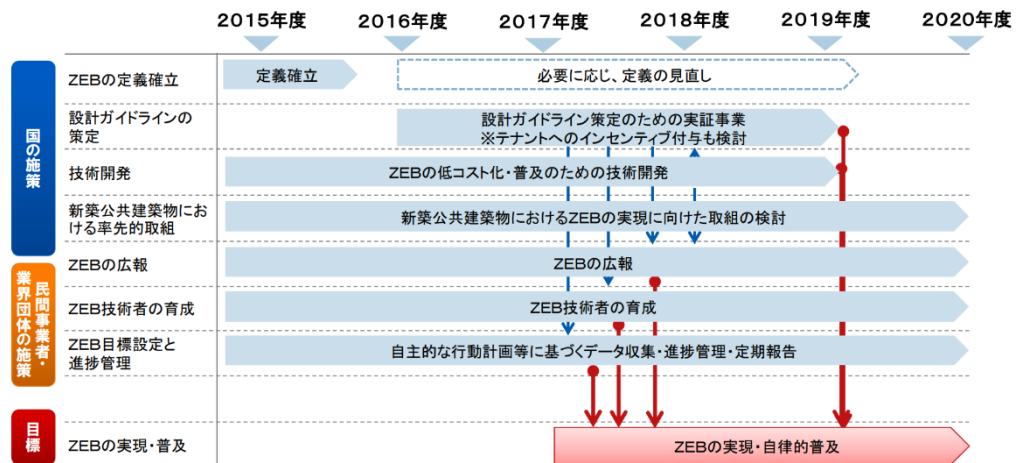 2015年度
2016年度
2017年度
2018年度
2019年度
2020年度
国の施策
ZEBの定義確立
定義確立
必要に応じ、定義の見直し
設計ガイドラインの
策定
設計ガイドライン策定のための実証事業
※テナントへのインセンティブ付与も検討
技術開発
ZEBの低コスト化・普及のための技術開発
新築公共建築物にお
ける率先的取組
新築公共建築物におけるZEBの実現に向けた取組の検討
民間事業者・
業界団体の施策
ZEBの広報
ZEBの広報
ZEB技術者の育成
ZEB技術者の育成
ZEB目標設定と
進捗管理
自主的な行動計画等に基づくデータ収集・進捗管理・定期報告
目標
ZEBの実現・普及
ZEBの実現・自律的普及